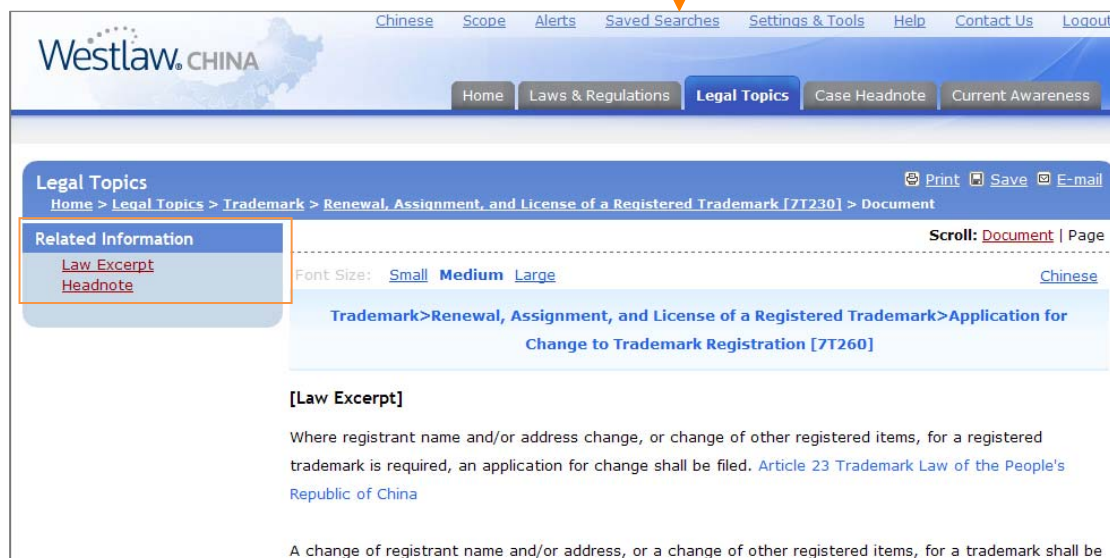 Chinese Scope Alerts Saved Searches Settings & Tools Help Contact Us Logout
Westlaw® CHINA
Home Laws & Regulations Legal Topics Case Headnote Current Awareness
Legal Topics
Print Save E-mail
Home > Legal Topics > Trademark > Renewal, Assignment, and License of a Registered Trademark [7T230] > Document
Related Information
Law Excerpt
Headnote
Scroll: Document | Page
Font Size: Small Medium Large Chinese
Trademark>Renewal, Assignment, and License of a Registered Trademark>Application for
Change to Trademark Registration [7T260]
[Law Excerpt]
Where registrant name and/or address change, or change of other registered items, for a registered
trademark is required, an application for change shall be filed. Article 23 Trademark Law of the People's
Republic of China
A change of registrant name and/or address, or a change of other registered items, for a trademark shall be